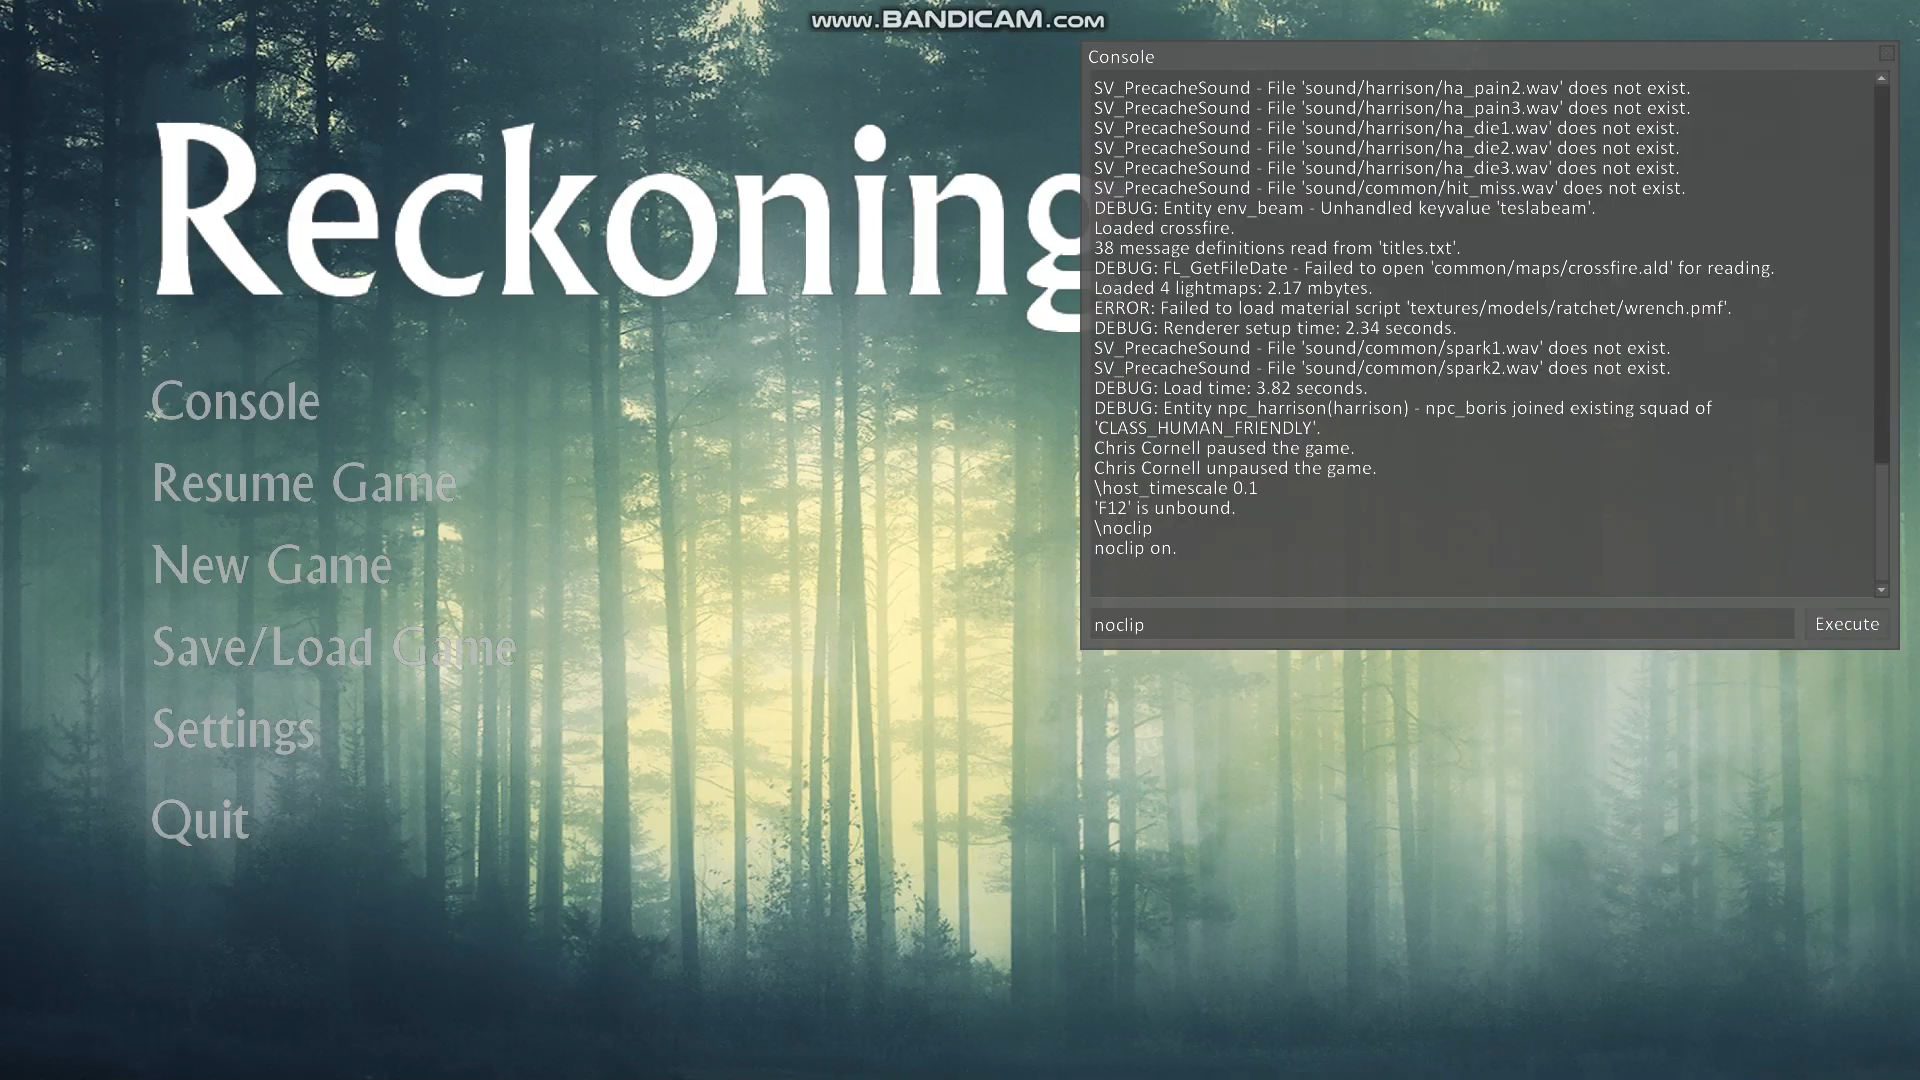 www.BANDICAM.com
Reckoning
Console
Resume Game
New Game
Save/Load Game
Settings
Quit
Console
SV_PrecacheSound - File 'sound/harrison/ha_pain2.wav' does not exist.
SV_PrecacheSound - File 'sound/harrison/ha_pain3.wav' does not exist.
SV_PrecacheSound - File 'sound/harrison/ha_die1.wav' does not exist.
SV_PrecacheSound - File 'sound/harrison/ha_die2.wav' does not exist.
SV_PrecacheSound - File 'sound/harrison/ha_die3.wav' does not exist.
SV_PrecacheSound - File 'sound/common/hit_miss.wav' does not exist.
DEBUG: Entity env_beam - Unhandled keyvalue 'teslabeam'.
Loaded crossfire.
38 message definitions read from 'titles.txt'.
DEBUG: FL_GetFileDate - Failed to open 'common/maps/crossfire.ald' for reading.
Loaded 4 lightmaps: 2.17 mbytes.
ERROR: Failed to load material script 'textures/models/ratchet/wrench.pmf'.
DEBUG: Renderer setup time: 2.34 seconds.
SV_PrecacheSound - File 'sound/common/spark1.wav' does not exist.
SV_PrecacheSound - File 'sound/common/spark2.wav' does not exist.
DEBUG: Load time: 3.82 seconds.
DEBUG: Entity npc_harrison(harrison) - npc_boris joined existing squad of
'CLASS_HUMAN_FRIENDLY'.
Chris Cornell paused the game.
Chris Cornell unpaused the game.
\host_timescale 0.1
'F12' is unbound.
\noclip
noclip on.
noclip
Execute